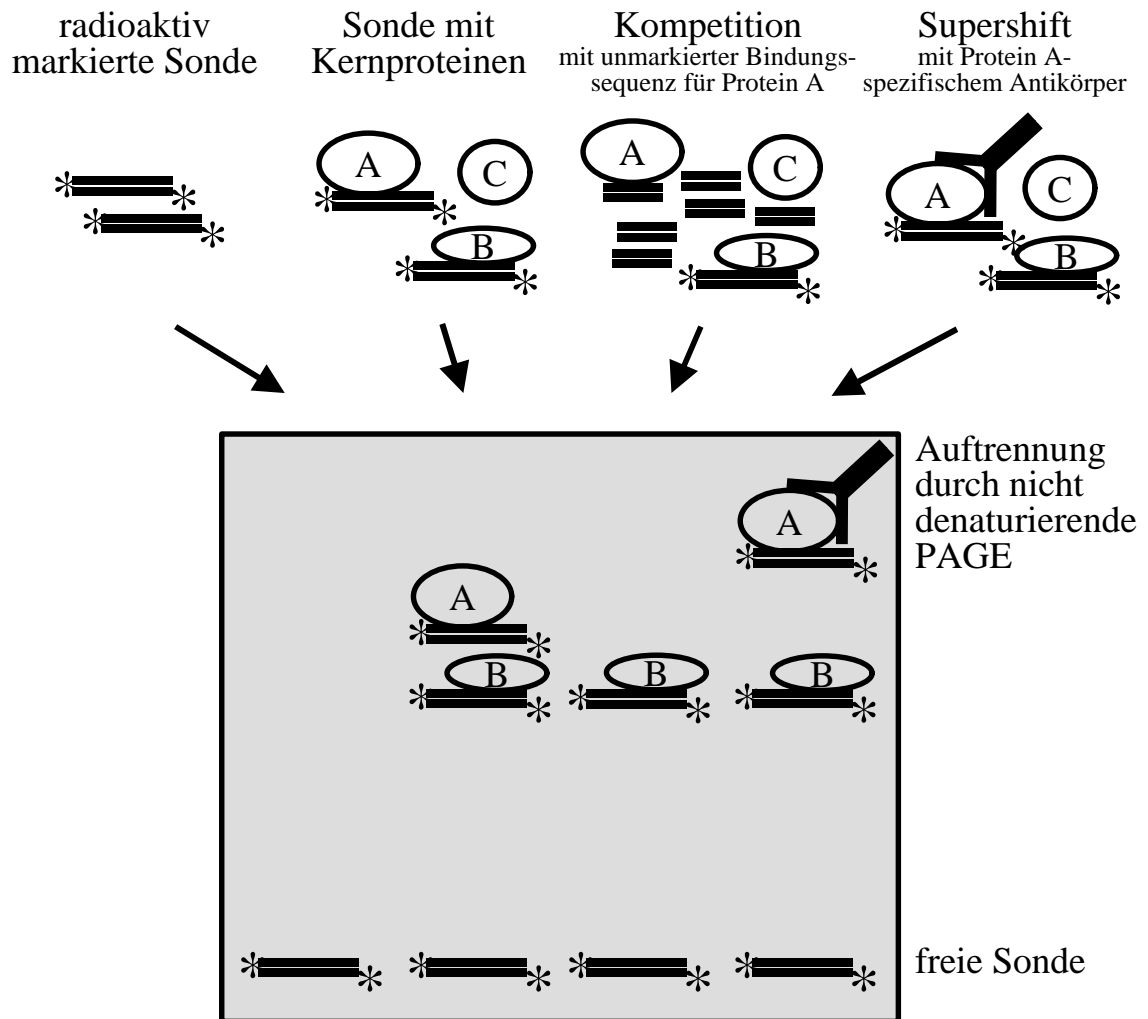 radioaktiv
markierte Sonde
Sonde mit
Kernproteinen
Kompetition
mit unmarkierter Bindungs-
sequenz für Protein A
Supershift
mit Protein A-
spezifischem Antikörper
* A C * B *
A C B
A C B
Auftrennung
durch nicht
denaturierende
PAGE
A
A
B B B
freie Sonde